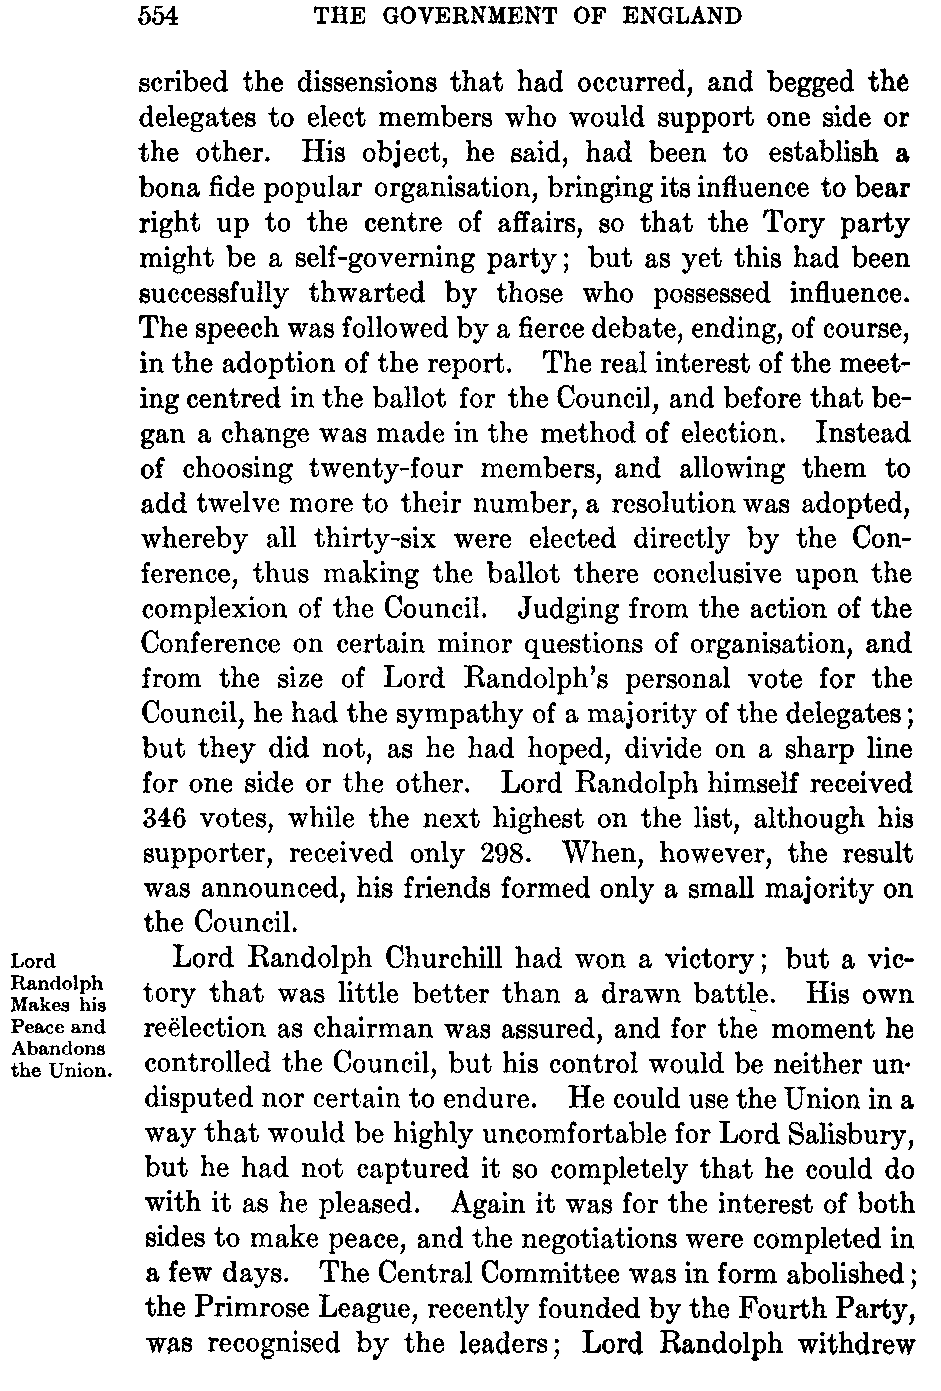 554 THE GOVERNMENT OF ENGLAND
scribed the dissensions that had occurred, and begged the
delegates to elect members who would support one side or
the other. His object, he said, had been to establish a
bona fide popular organisation, bringing its influence to bear
right up to the centre of affairs, so that the Tory party
might be a self-governing party; but as yet this had been
successfully thwarted by those who possessed influence.
The speech was followed by a fierce debate, ending, of course,
in the adoption of the report. The real interest of the meet-
ing centred in the ballot for the Council, and before that be-
gan a change was made in the method of election. Instead
of choosing twenty-four members, and allowing them to
add twelve more to their number, a resolution was adopted,
whereby all thirty-six were elected directly by the Con-
ference, thus making the ballot there conclusive upon the
complexion of the Council. Judging from the action of the
Conference on certain minor questions of organisation, and
from the size of Lord Randolph's personal vote for the
Council, he had the sympathy of a majority of the delegates;
but they did not, as he had hoped, divide on a sharp line
for one side or the other. Lord Randolph himself received
346 votes, while the next highest on the list, although his
supporter, received only 298. When, however, the result
was announced, his friends formed only a small majority on
the Council.
Lord
Randolph
Makes his
Peace and
Abandons
the Union.
Lord Randolph Churchill had won a victory; but a vic-
tory that was little better than a drawn battle. His own
reëlection as chairman was assured, and for the moment he
controlled the Council, but his control would be neither un-
disputed nor certain to endure. He could use the Union in a
way that would be highly uncomfortable for Lord Salisbury,
but he had not captured it so completely that he could do
with it as he pleased. Again it was for the interest of both
sides to make peace, and the negotiations were completed in
a few days. The Central Committee was in form abolished;
the Primrose League, recently founded by the Fourth Party,
was recognised by the leaders; Lord Randolph withdrew